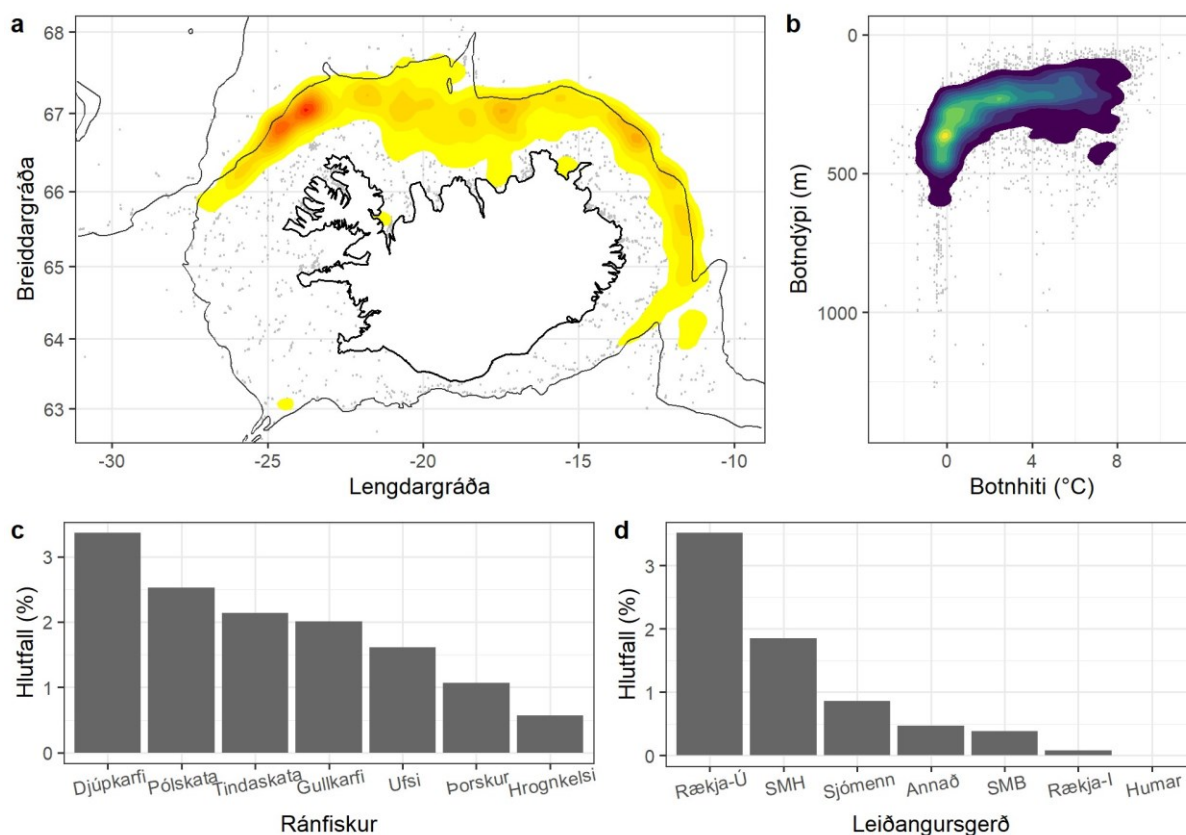 a
68
67
66
65
64
63
Breiddargráða
-30
-25
-20
-15
-10
Lengdargráða
b
0
500
1000
Botndýpi (m)
0
4
8
Botnhiti (°C)
c
3
2
1
0
Hlutfall (%)
Djúpkarfi Pólskata Tindaskata Gullkarfi Ufsi Þorskur Hrognkelsi
Ránfiskur
d
3
2
1
0
Hlutfall (%)
Rækja-Ú SMH Sjómenn Annað SMB Rækja-I Humar
Leiðangursgerð